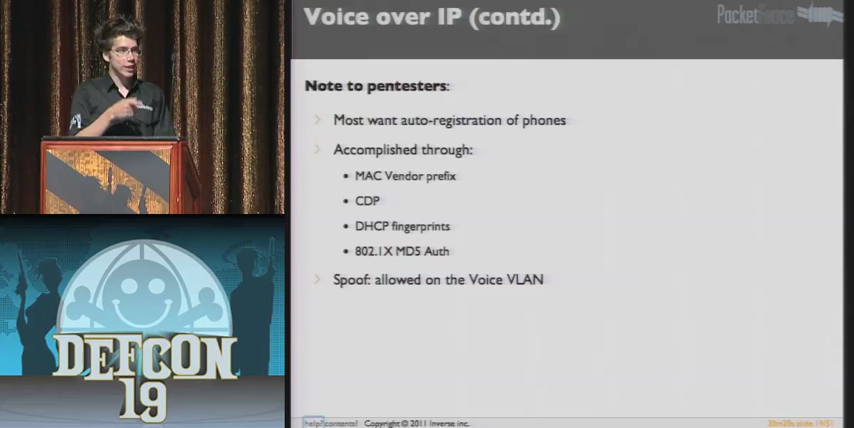 Voice over IP (contd.)
PacketFence
Note to pentesters:
Most want auto-registration of phones
Accomplished through:
• MAC Vendor prefix
• CDP
• DHCP fingerprints
• 802.1X MD5 Auth
Spoof: allowed on the Voice VLAN
DEFCON
19
help? contents? Copyright © 2011 Inverse inc.